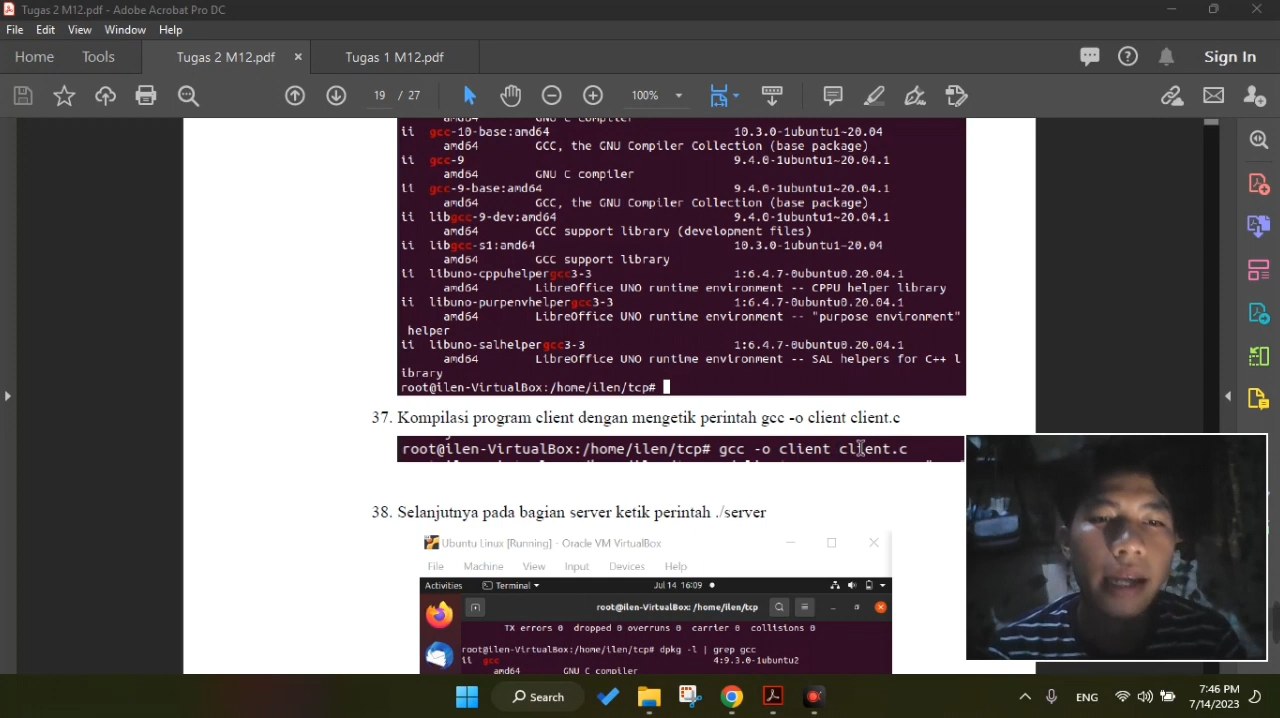 Tugas 2 M12.pdf - Adobe Acrobat Pro DC
File Edit View Window Help
Home Tools Tugas 2 M12.pdf × Tugas 1 M12.pdf Sign In
19 / 27 100%
amd64 GNU C compiler
ii gcc-10-base:amd64 10.3.0-1ubuntu1~20.04
amd64 GCC, the GNU Compiler Collection (base package)
ii gcc-9 9.4.0-1ubuntu1~20.04.1
amd64 GNU C compiler
ii gcc-9-base:amd64 9.4.0-1ubuntu1~20.04.1
amd64 GCC, the GNU Compiler Collection (base package)
ii libgcc-9-dev:amd64 9.4.0-1ubuntu1~20.04.1
amd64 GCC support library (development files)
ii libgcc-s1:amd64 10.3.0-1ubuntu1~20.04
amd64 GCC support library
ii libuno-cppuhelpergcc3-3 1:6.4.7-0ubuntu0.20.04.1
amd64 LibreOffice UNO runtime environment -- CPPU helper library
ii libuno-purpenvhelpergcc3-3 1:6.4.7-0ubuntu0.20.04.1
amd64 LibreOffice UNO runtime environment -- "purpose environment"
helper
ii libuno-salhelpergcc3-3 1:6.4.7-0ubuntu0.20.04.1
amd64 LibreOffice UNO runtime environment -- SAL helpers for C++ l
ibrary
root@ilen-VirtualBox:/home/ilen/tcp#
37. Kompilasi program client dengan mengetik perintah gcc -o client client.c
root@ilen-VirtualBox:/home/ilen/tcp# gcc -o client client.c
38. Selanjutnya pada bagian server ketik perintah ./server
Ubuntu Linux [Running] - Oracle VM VirtualBox
File Machine View Input Devices Help
Activities Terminal Jul 14 16:09
root@ilen-VirtualBox: /home/ilen/tcp
TX errors 0 dropped 0 overruns 0 carrier 0 collisions 0
root@ilen-VirtualBox:/home/ilen/tcp# dpkg -l | grep gcc
ii gcc 4:9.3.0-1ubuntu2
amd64 GNU C compiler
Search ENG 7:46 PM
7/14/2023